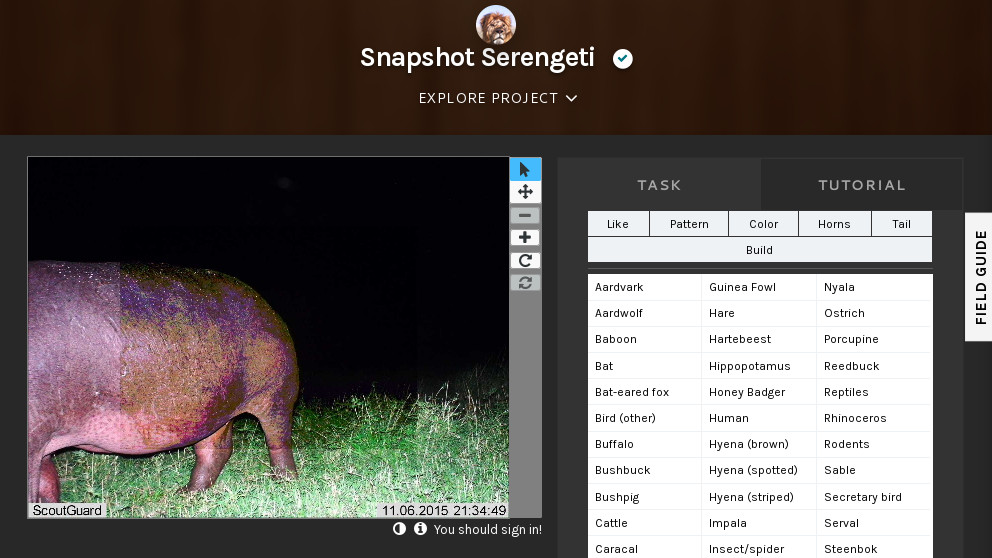 Snapshot Serengeti
EXPLORE PROJECT
TASK TUTORIAL
Like Pattern Color Horns Tail
Build
Aardvark Guinea Fowl Nyala
Aardwolf Hare Ostrich
Baboon Hartebeest Porcupine
Bat Hippopotamus Reedbuck
Bat-eared fox Honey Badger Reptiles
Bird (other) Human Rhinoceros
Buffalo Hyena (brown) Rodents
Bushbuck Hyena (spotted) Sable
Bushpig Hyena (striped) Secretary bird
Cattle Impala Serval
Caracal Insect/spider Steenbok
FIELD GUIDE
ScoutGuard 11.06.2015 21:34:49
You should sign in!